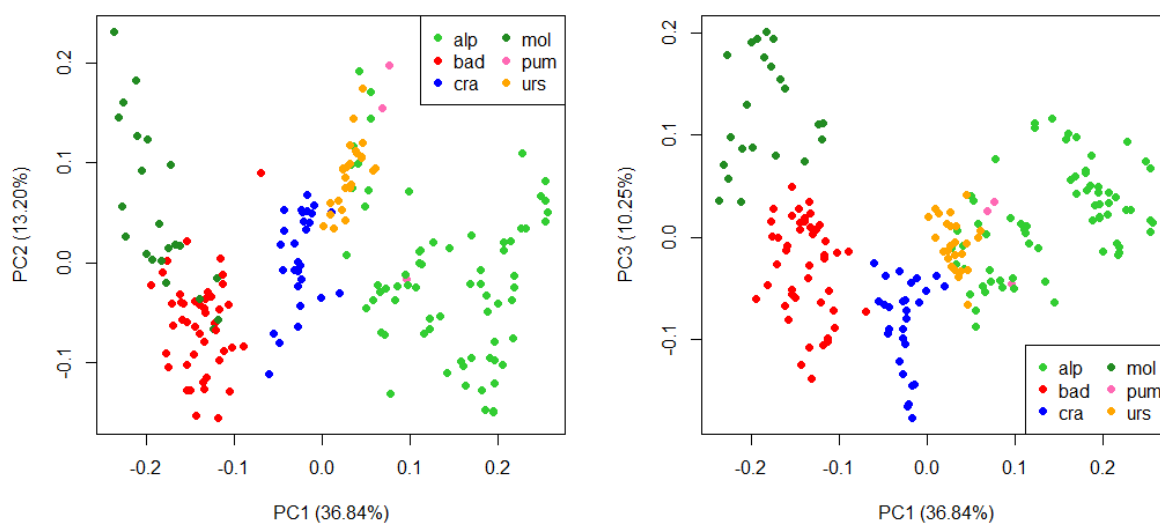 PC2 (13.20%)
0.2
0.1
0.0
-0.1
alp mol
bad pum
cra urs
-0.2 -0.1 0.0 0.1 0.2
PC1 (36.84%)
PC3 (10.25%)
0.2
0.1
0.0
-0.1
alp mol
bad pum
cra urs
-0.2 -0.1 0.0 0.1 0.2
PC1 (36.84%)